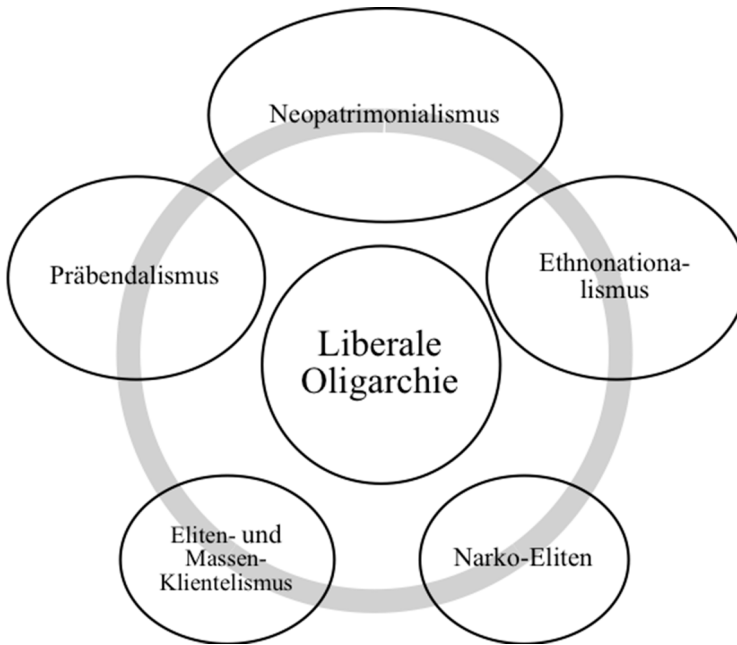 Neopatrimonialismus
Präbendalismus
Ethnonationa-
lismus
Liberale
Oligarchie
Eliten- und
Massen-
Klientelismus
Narko-Eliten